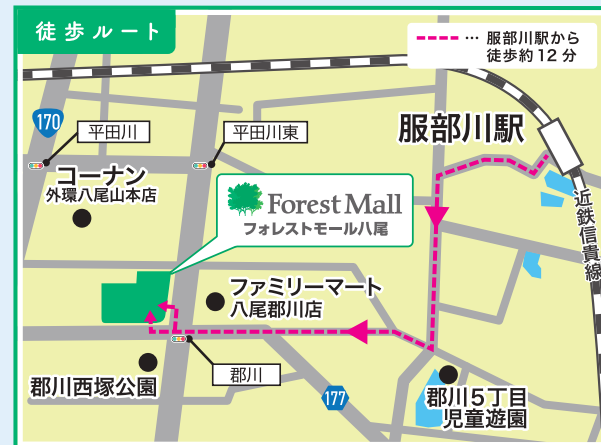 徒歩ルート
… 服部川駅から
徒歩約12分
170
平田川
平田川東
服部川駅
コーナン
外環八尾山本店
Forest Mall
フォレストモール八尾
近鉄信貴線
ファミリーマート
八尾郡川店
郡川西塚公園
郡川
177
郡川5丁目
児童遊園